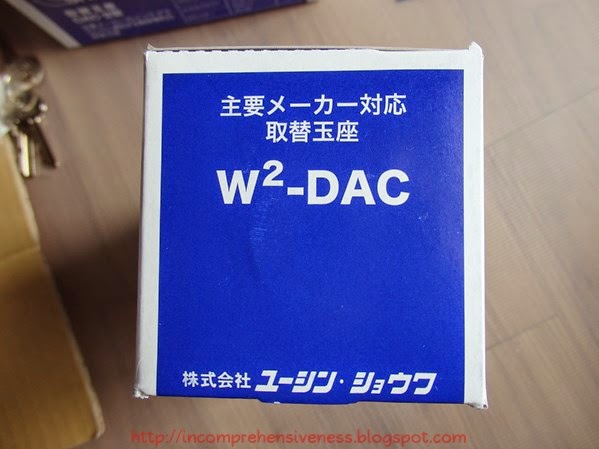 主要メーカー対応
取替玉座
W²-DAC
株式会社 ユーシン・ショウワ
http://incomprehensiveness.blogspot.com/